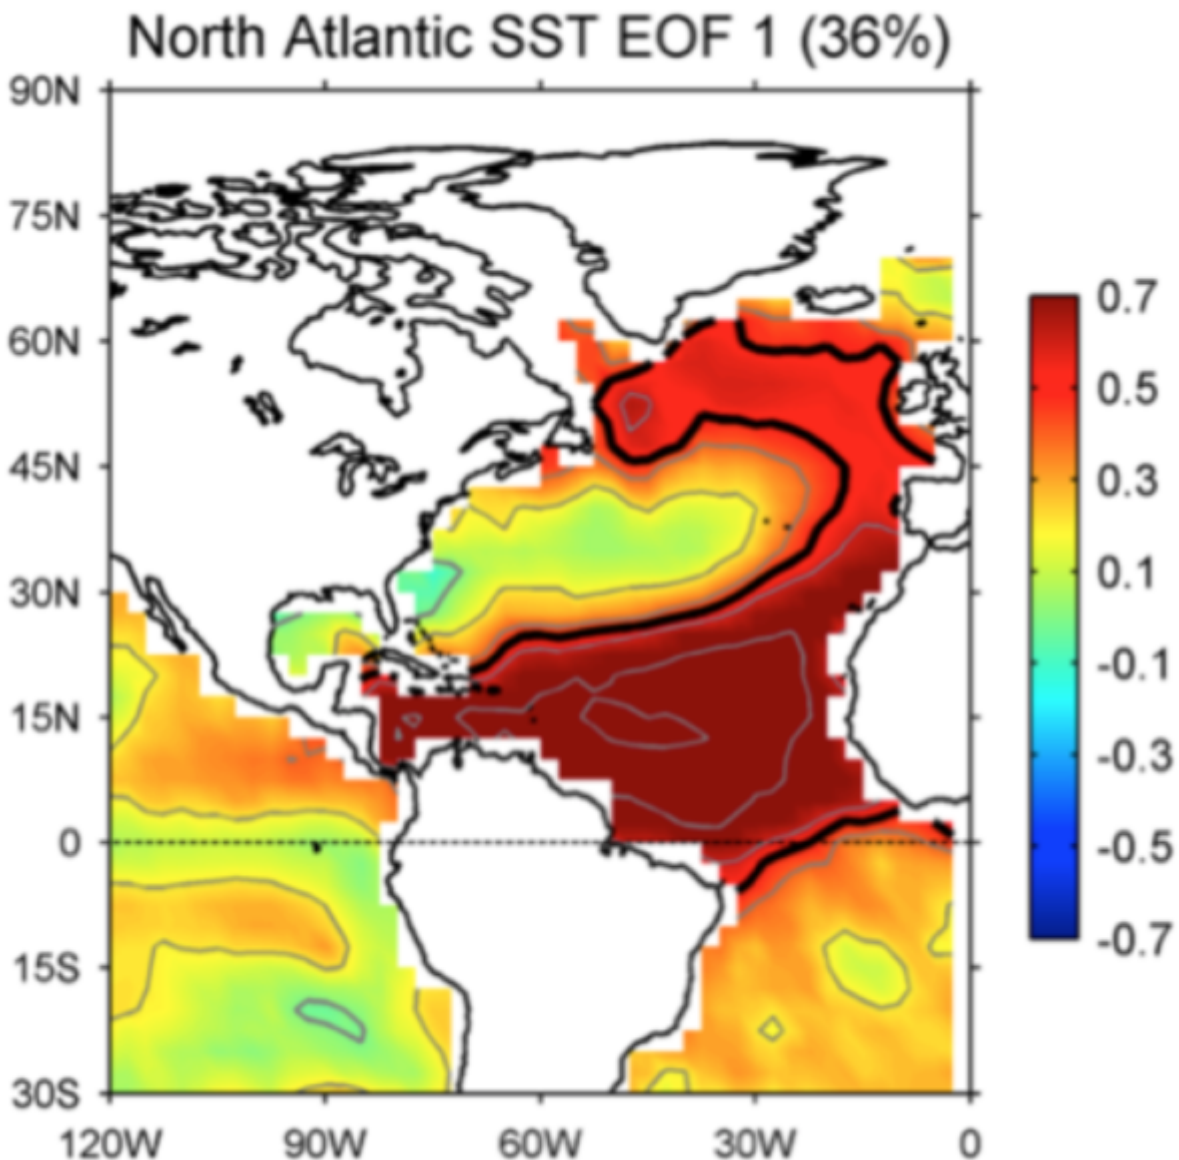 North Atlantic SST EOF 1 (36%)
90N
75N
60N
45N
30N
15N
0
15S
30S
120W 90W 60W 30W 0
0.7
0.5
0.3
0.1
-0.1
-0.3
-0.5
-0.7